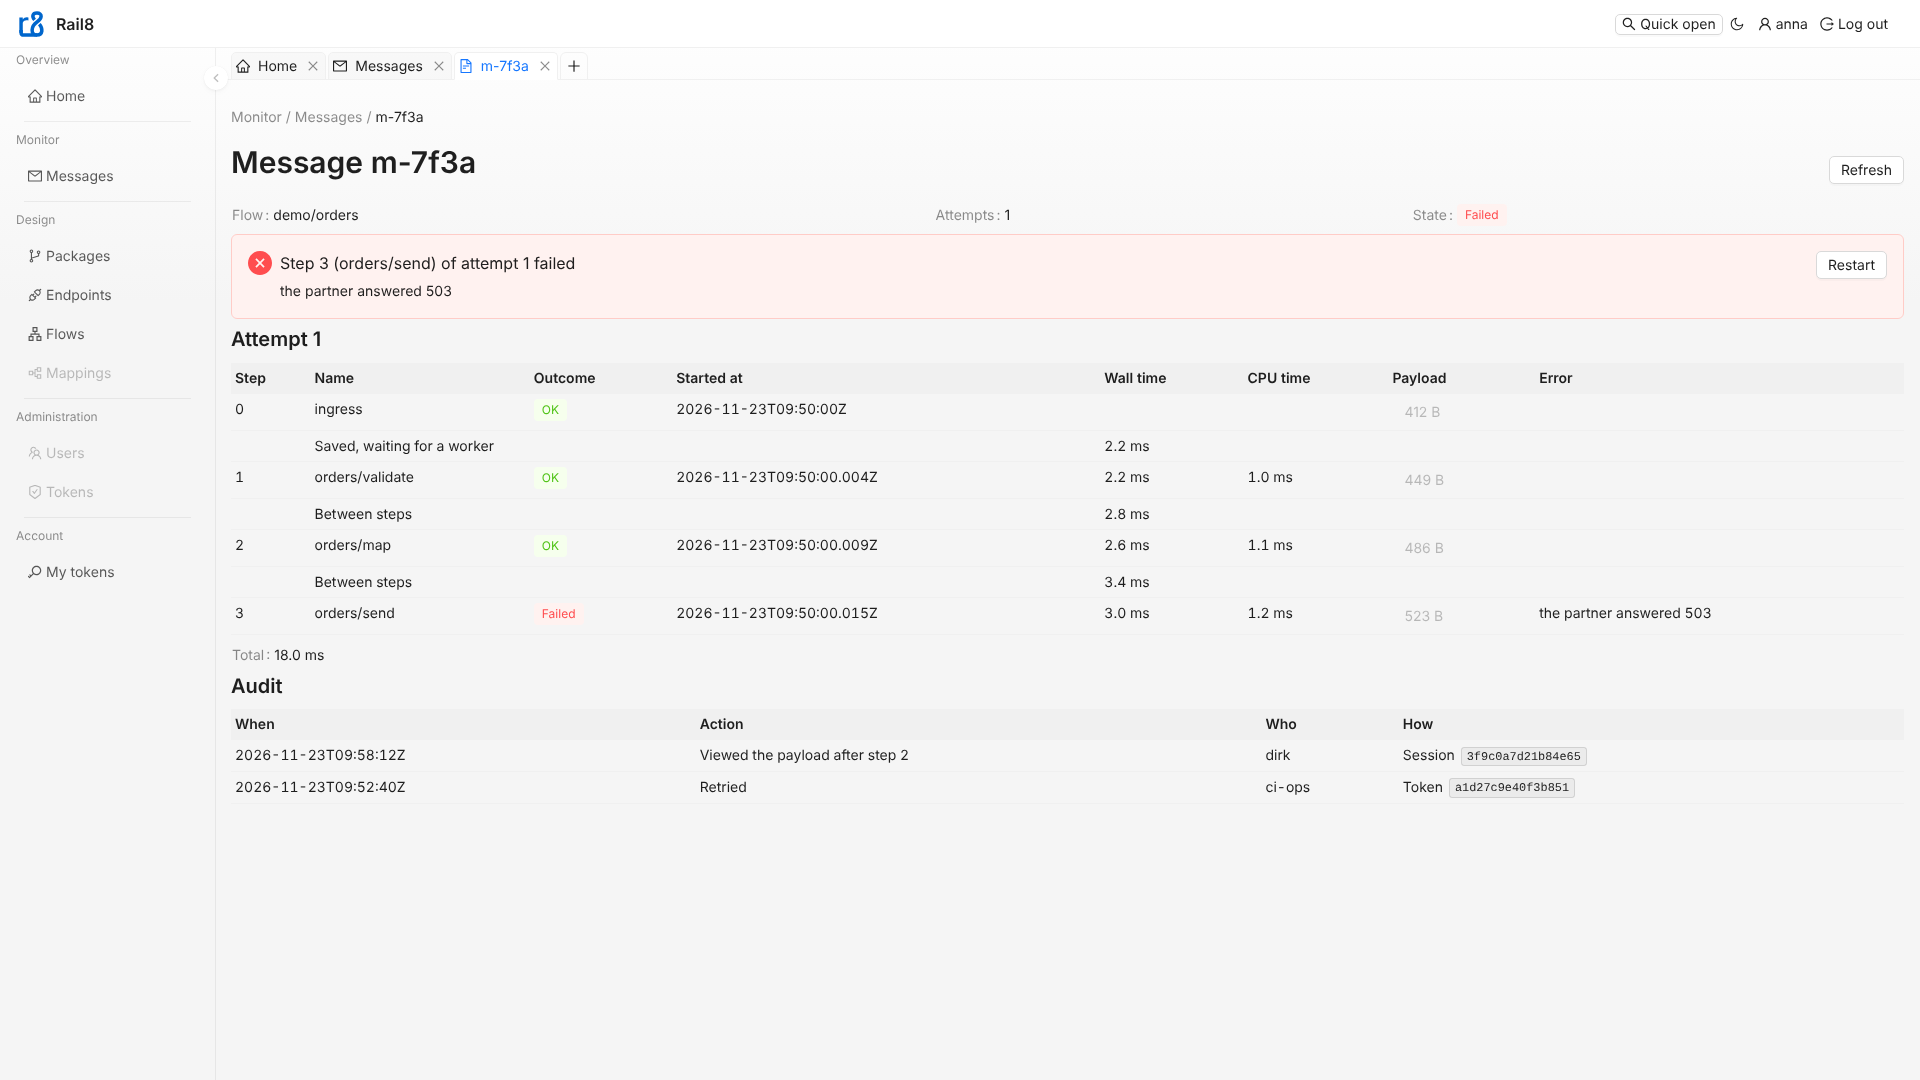 Rail8
Quick open
anna
Log out
Overview
Home
Monitor
Messages
Design
Packages
Endpoints
Flows
Mappings
Administration
Users
Tokens
Account
My tokens
Home
Messages
m-7f3a
Monitor / Messages / m-7f3a
Message m-7f3a
Refresh
Flow: demo/orders
Attempts: 1
State: Failed
Step 3 (orders/send) of attempt 1 failed
the partner answered 503
Restart
Attempt 1
Step Name Outcome Started at Wall time CPU time Payload Error
0 ingress OK 2026-11-23T09:50:00Z 412 B
Saved, waiting for a worker 2.2 ms
1 orders/validate OK 2026-11-23T09:50:00.004Z 2.2 ms 1.0 ms 449 B
Between steps 2.8 ms
2 orders/map OK 2026-11-23T09:50:00.009Z 2.6 ms 1.1 ms 486 B
Between steps 3.4 ms
3 orders/send Failed 2026-11-23T09:50:00.015Z 3.0 ms 1.2 ms 523 B the partner answered 503
Total: 18.0 ms
Audit
When Action Who How
2026-11-23T09:58:12Z Viewed the payload after step 2 dirk Session 3f9c0a7d21b84e65
2026-11-23T09:52:40Z Retried ci-ops Token a1d27c9e40f3b851